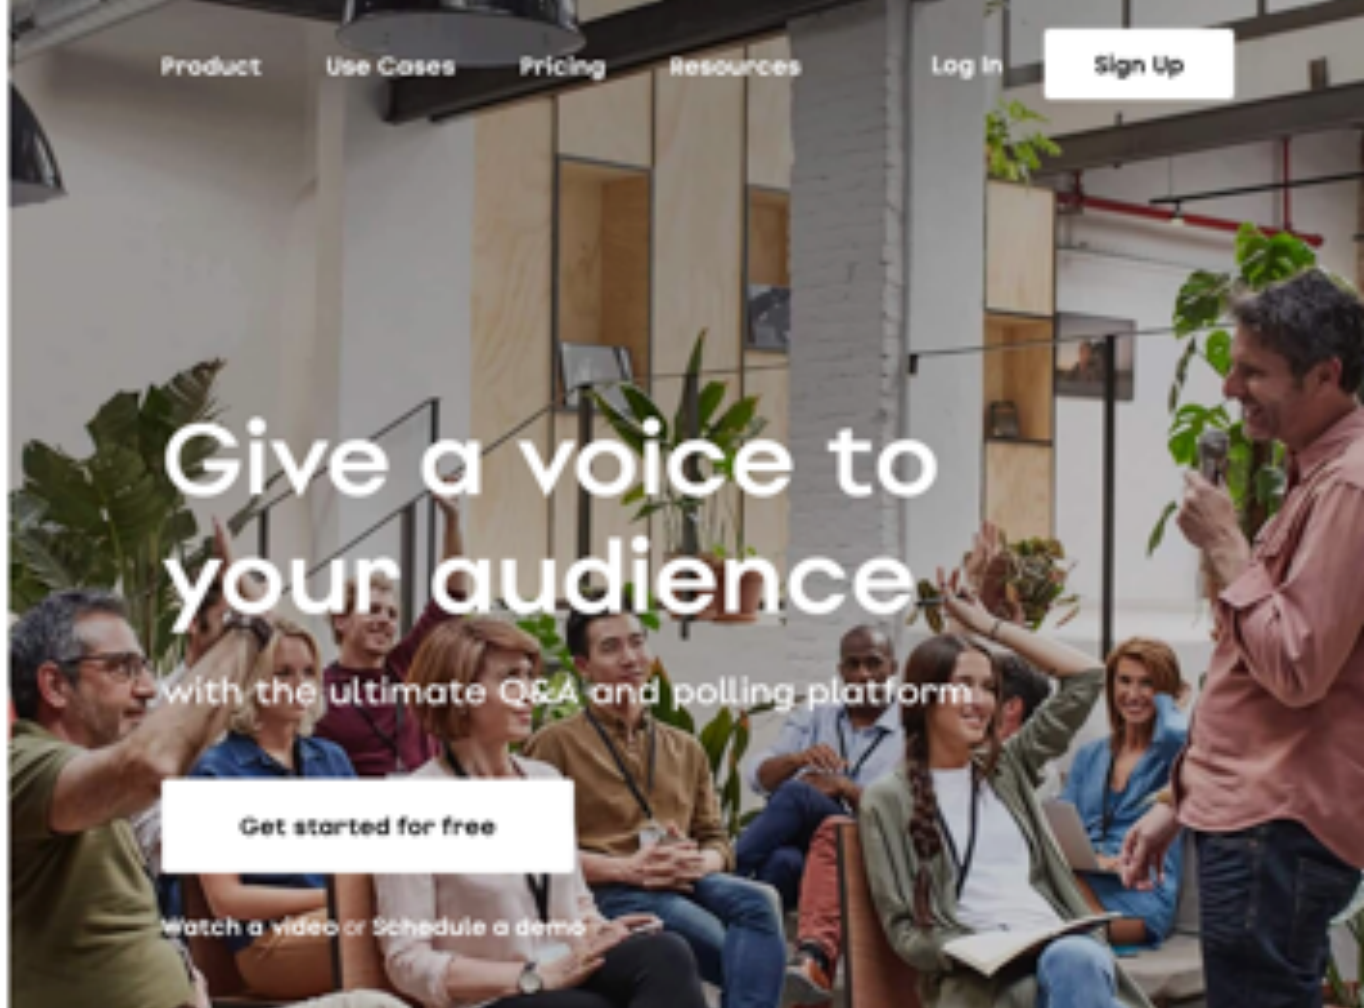 Product Use Cases Pricing Resources Log In Sign Up
Give a voice to
your audience
with the ultimate Q&A and polling platform
Get started for free
Watch a video or Schedule a demo